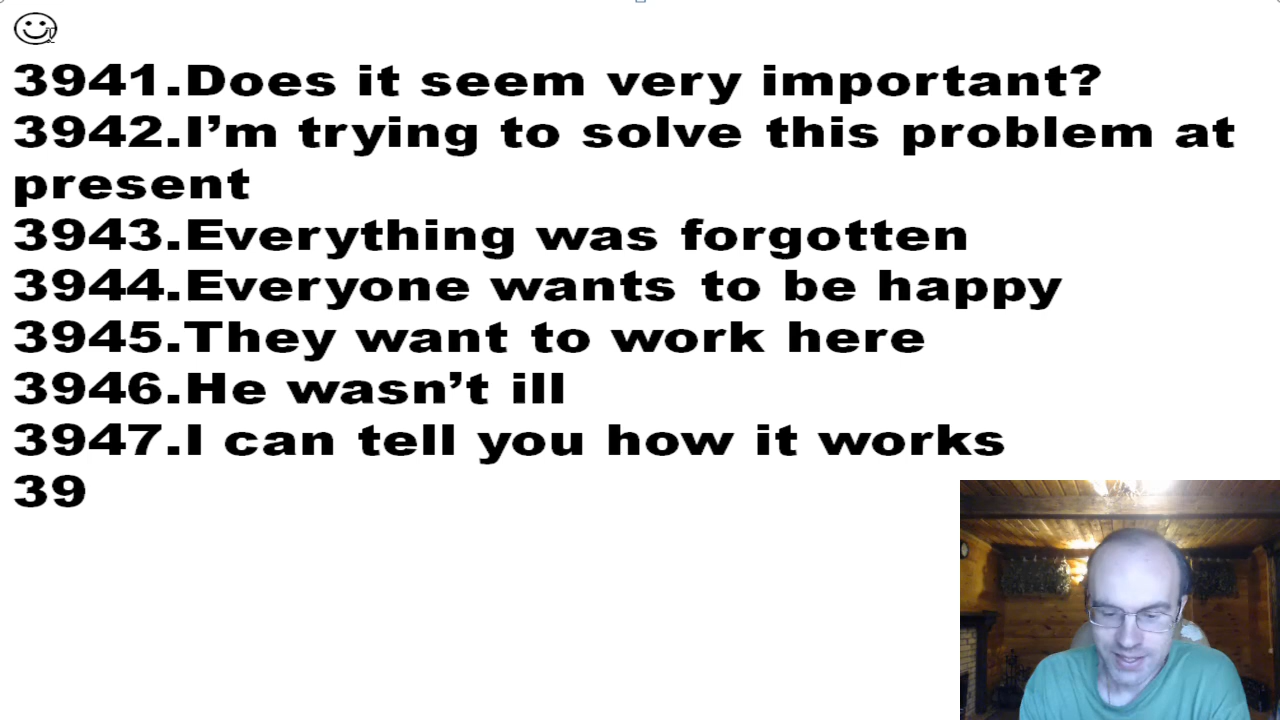 3941.Does it seem very important?
3942.I’m trying to solve this problem at
present
3943.Everything was forgotten
3944.Everyone wants to be happy
3945.They want to work here
3946.He wasn’t ill
3947.I can tell you how it works
39